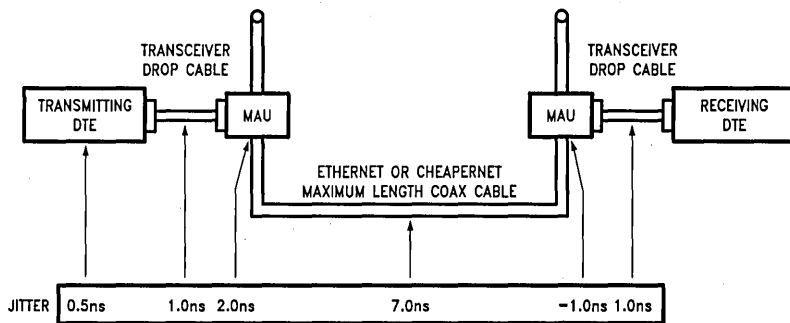 TRANSCEIVER
DROP CABLE
TRANSCEIVER
DROP CABLE
TRANSMITTING
DTE
MAU
MAU
RECEIVING
DTE
ETHERNET OR CHEAPERNET
MAXIMUM LENGTH COAX CABLE
JITTER 0.5ns 1.0ns 2.0ns 7.0ns -1.0ns 1.0ns